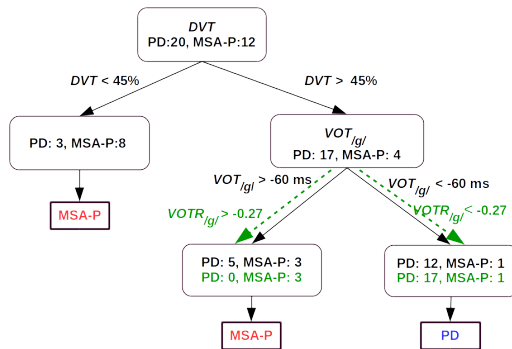 DVT
PD:20, MSA-P:12
DVT < 45%
DVT > 45%
PD: 3, MSA-P:8
VOT/g/
PD: 17, MSA-P: 4
MSA-P
VOT/g/ > -60 ms
VOT/g/ < -60 ms
VOTR/g/ > -0.27
VOTR/g/ < -0.27
PD: 5, MSA-P: 3
PD: 0, MSA-P: 3
PD: 12, MSA-P: 1
PD: 17, MSA-P: 1
MSA-P
PD